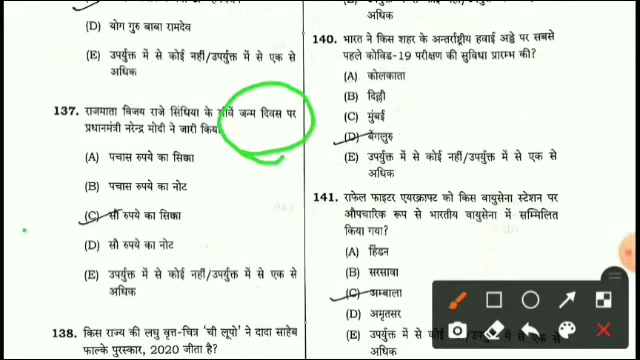 (D) योग गुरु बाबा रामदेव
(E) उपर्युक्त में से कोई नहीं/उपर्युक्त में से एक से
अधिक
137. राजमाता विजय राजे सिंधिया के सौवें जन्म दिवस पर
प्रधानमंत्री नरेन्द्र मोदी ने जारी किया
(A) पचास रुपये का सिक्का
(B) पचास रुपये का नोट
(C) सौ रुपये का सिक्का
(D) सौ रुपये का नोट
(E) उपर्युक्त में से कोई नहीं/उपर्युक्त में से एक से
अधिक
138. किस राज्य की लघु वृत्त-चित्र 'ची लूपो' ने दादा साहेब
फाल्के पुरस्कार, 2020 जीता है?
अधिक
140. भारत ने किस शहर के अन्तर्राष्ट्रीय हवाई अड्डे पर सबसे
पहले कोविड-19 परीक्षण की सुविधा प्रारम्भ की?
(A) कोलकाता
(B) दिल्ली
(C) मुंबई
(D) बेंगलुरु
(E) उपर्युक्त में से कोई नहीं/उपर्युक्त में से एक से
अधिक
141. राफेल फाइटर एयरक्राफ्ट को किस वायुसेना स्टेशन पर
औपचारिक रूप से भारतीय वायुसेना में सम्मिलित
किया गया?
(A) हिंडन
(B) सरसावा
(C) अम्बाला
(D) अमृतसर
(E) उपर्युक्त में से
अधिक